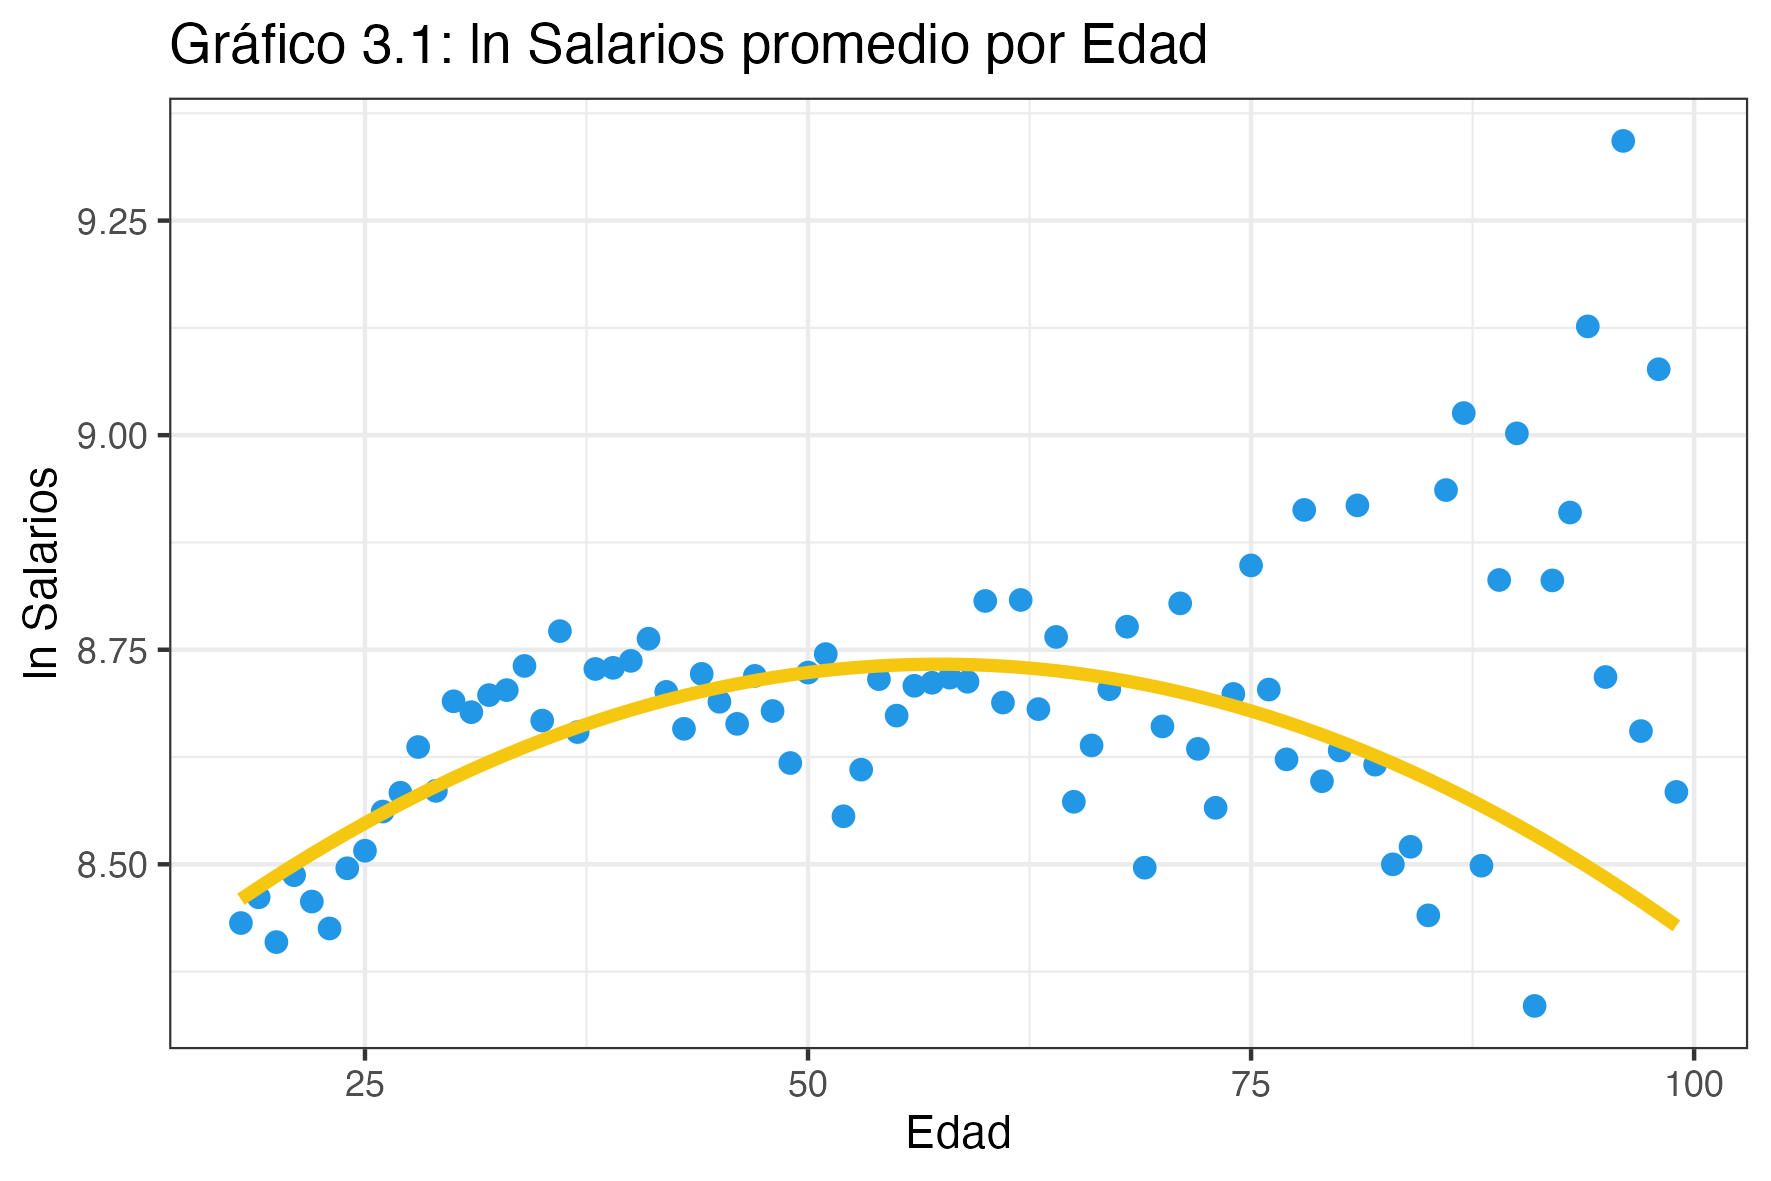 Gráfico 3.1: ln Salarios promedio por Edad
9.25
9.00
8.75
8.50
ln Salarios
25 50 75 100
Edad